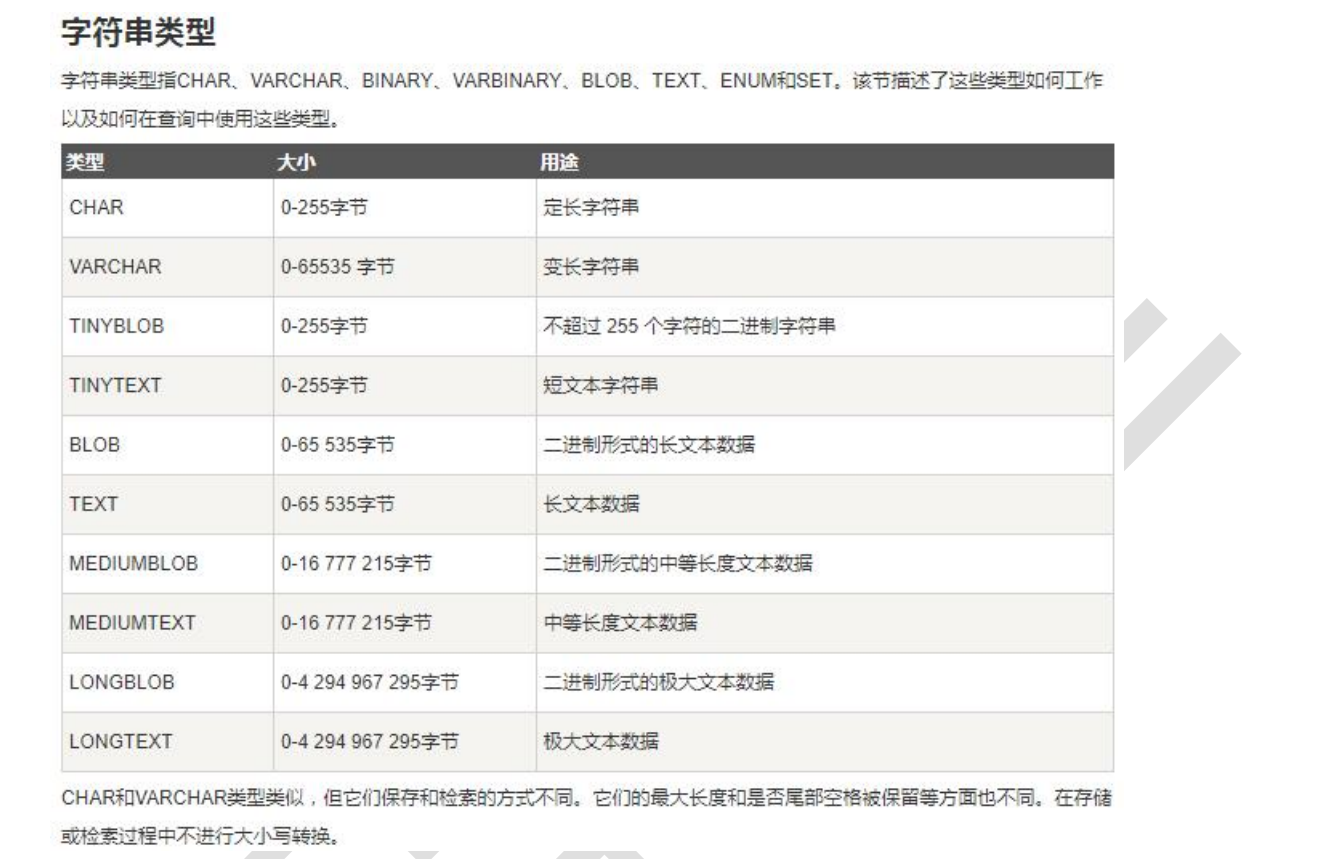 字符串类型
字符串类型指CHAR、VARCHAR、BINARY、VARBINARY、BLOB、TEXT、ENUM和SET。该节描述了这些类型如何工作
以及如何在查询中使用这些类型。
类型 大小 用途
CHAR 0-255字节 定长字符串
VARCHAR 0-65535 字节 变长字符串
TINYBLOB 0-255字节 不超过 255 个字符的二进制字符串
TINYTEXT 0-255字节 短文本字符串
BLOB 0-65 535字节 二进制形式的长文本数据
TEXT 0-65 535字节 长文本数据
MEDIUMBLOB 0-16 777 215字节 二进制形式的中等长度文本数据
MEDIUMTEXT 0-16 777 215字节 中等长度文本数据
LONGBLOB 0-4 294 967 295字节 二进制形式的极大文本数据
LONGTEXT 0-4 294 967 295字节 极大文本数据
CHAR和VARCHAR类型类似，但它们保存和检索的方式不同。它们的最大长度和是否尾部空格被保留等方面也不同。在存储
或检索过程中不进行大小写转换。